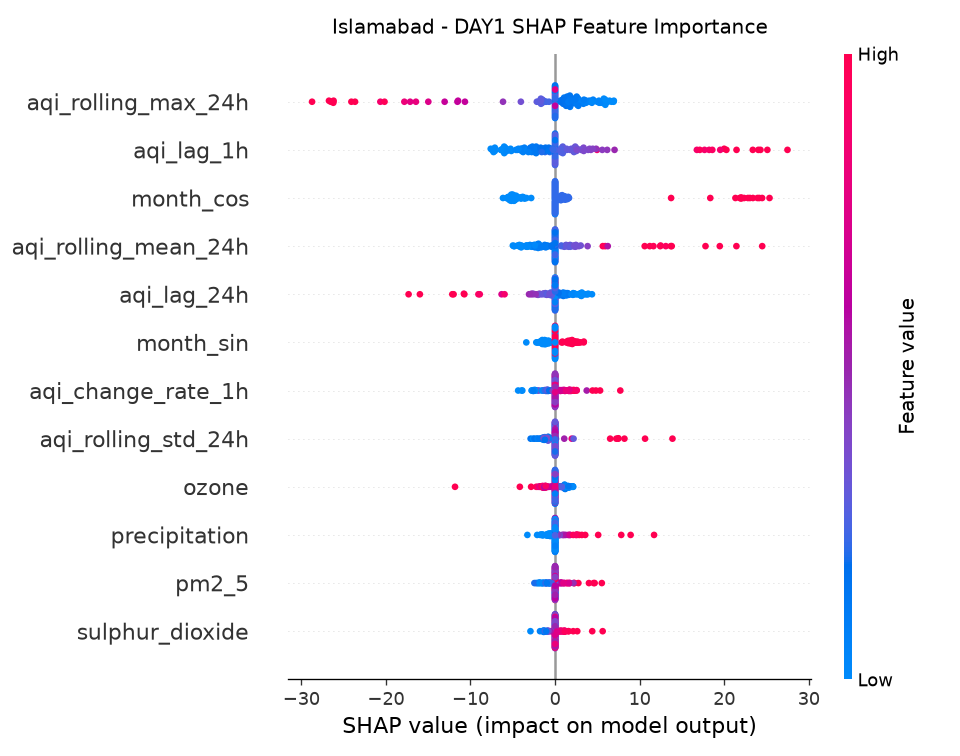 Islamabad - DAY1 SHAP Feature Importance
High
aqi_rolling_max_24h
aqi_lag_1h
month_cos
aqi_rolling_mean_24h
aqi_lag_24h
month_sin
aqi_change_rate_1h
aqi_rolling_std_24h
ozone
precipitation
pm2_5
sulphur_dioxide
Feature value
Low
−30 −20 −10 0 10 20 30
SHAP value (impact on model output)